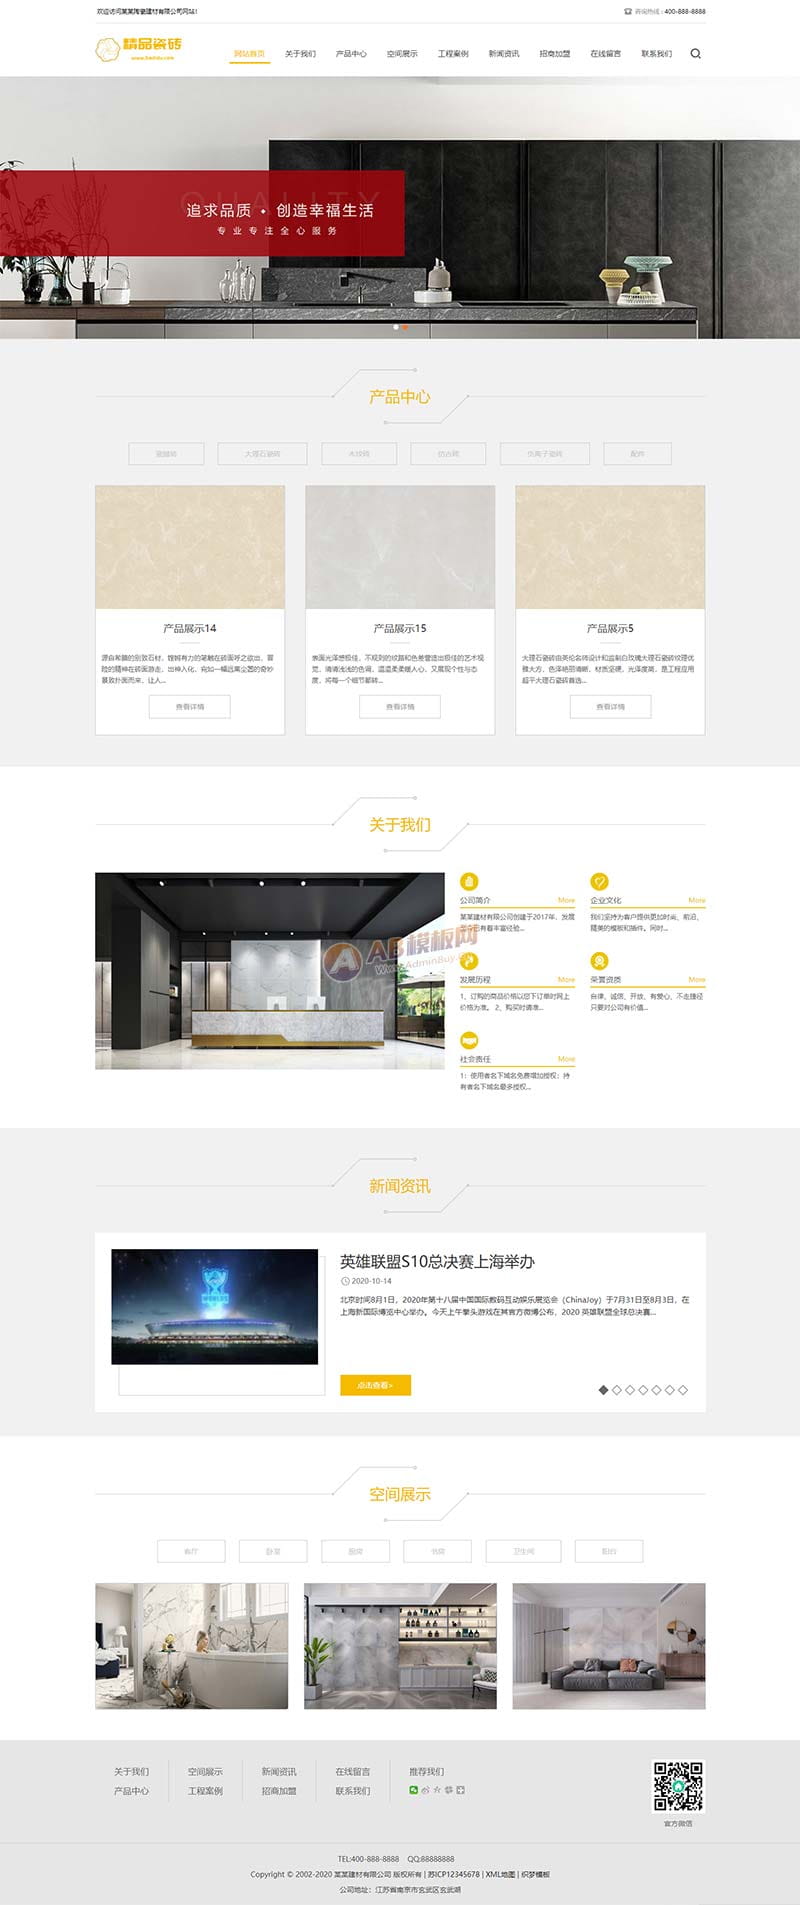 欢迎访问某某陶瓷建材有限公司网站!
咨询热线: 400-888-8888
精品瓷砖
网站首页
关于我们
产品中心
空间展示
工程案例
新闻资讯
招商加盟
在线留言
联系我们
QUALITY
追求品质 • 创造幸福生活
专业专注全心服务
产品中心
瓷抛砖
大理石瓷砖
木纹砖
仿古砖
负离子瓷砖
配件
产品展示14
源自希腊的别致石材,
的笔触在砖面呼之欲出, 冒
险的精神在砖面游走, 出神入化, 宛如一幅远离尘嚣的奇妙
景致扑面而来, 让人...
查看详情
产品展示15
表面光泽感极佳, 不规则的纹路和色差营造出极佳的艺术视
觉, 清清浅浅的色调, 温温柔柔暖人心, 又展现个性与态
度, 将每一个细节都转...
查看详情
产品展示5
大理石瓷砖由英伦名砖设计和监制白玫瑰大理石瓷砖纹理优
雅大方, 色泽艳丽清晰, 材质坚硬, 光泽度高, 是工程应用
超平大理石瓷砖首选...
查看详情
关于我们
公司简介 More
某某建材有限公司创建于2017年, 发展
至今已有着丰富经验...
企业文化 More
我们坚持为客户提供更加时尚、前沿、
精美的模板和插件。同时...
发展历程 More
1、订购的商品价格以您下订单时网上
价格为准。 2、购买时请准...
荣誉资质 More
自律、诚信、开放、有爱心、不走捷径
只要对公司有价值...
社会责任 More
1: 使用者名下域名免费增加授权; 持
有者名下域名最多授权...
AB模板网
www.AdminBuy.cn
新闻资讯
英雄联盟S10总决赛上海举办
2020-10-14
北京时间8月1日, 2020年第十八届中国国际数码互动娱乐展览会 (ChinaJoy) 于7月31日至8月3日, 在
上海新国际博览中心举办。今天上午拳头游戏在其官方微博公布, 2020 英雄联盟全球总决赛...
点击查看>
空间展示
客厅
卧室
厨房
书房
卫生间
阳台
关于我们
空间展示
新闻资讯
在线留言
推荐我们
产品中心
工程案例
招商加盟
联系我们
官方微信
TEL:400-888-8888 QQ:88888888
Copyright © 2002-2020 某某建材有限公司 版权所有 | 苏ICP12345678 | XML地图 | 织梦模板
公司地址: 江苏省南京市玄武区玄武湖